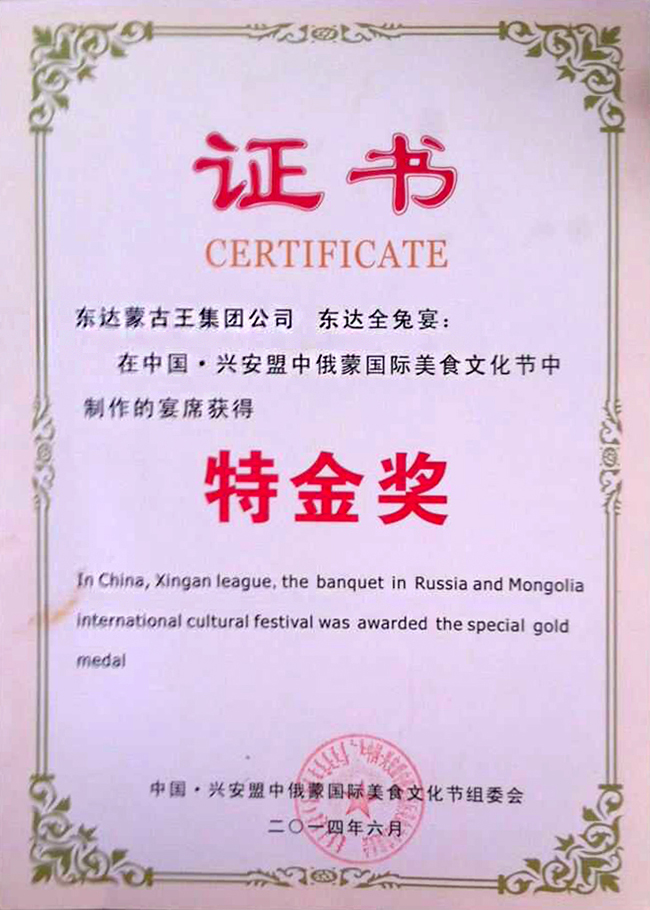 证书
CERTIFICATE
东达蒙古王集团公司 东达全兔宴：
在中国·兴安盟中俄蒙国际美食文化节中
制作的宴席获得
特金奖
In China, Xingan league, the banquet in Russia and Mongolia
international cultural festival was awarded the special gold
medal
中国·兴安盟中俄蒙国际美食文化节组委会
二〇一四年六月